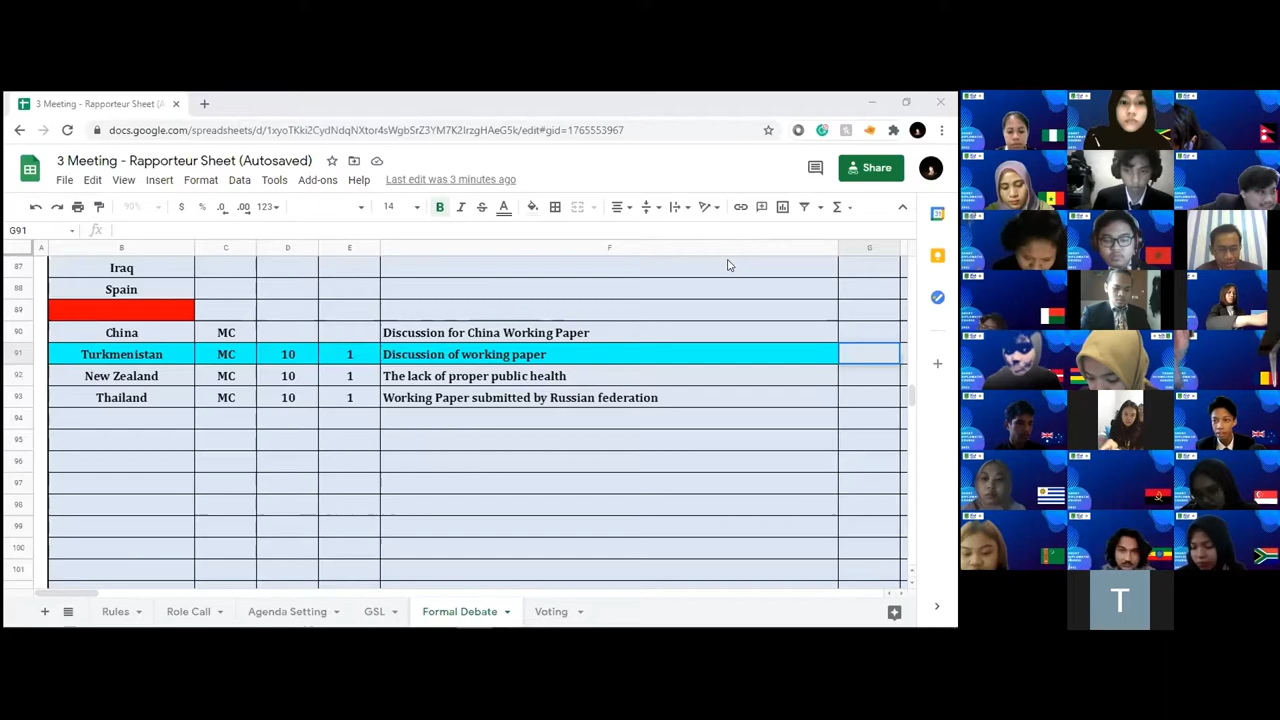 3 Meeting - Rapporteur Sheet (A
docs.google.com/spreadsheets/d/1xyoTKki2CydNdqNXtor4sWgbSrZ3YM7K2IrzgHAeG5k/edit#gid=1765553967
3 Meeting - Rapporteur Sheet (Autosaved)
Share
File Edit View Insert Format Data Tools Add-ons Help Last edit was 3 minutes ago
90% $ % .0 .00 123 14 B I S A
G91 fx
A B C D E F G
87 Iraq
88 Spain
89
90 China MC Discussion for China Working Paper
91 Turkmenistan MC 10 1 Discussion of working paper
92 New Zealand MC 10 1 The lack of proper public health
93 Thailand MC 10 1 Working Paper submitted by Russian federation
94
95
96
97
98
99
100
101
Rules Role Call Agenda Setting GSL Formal Debate Voting
T